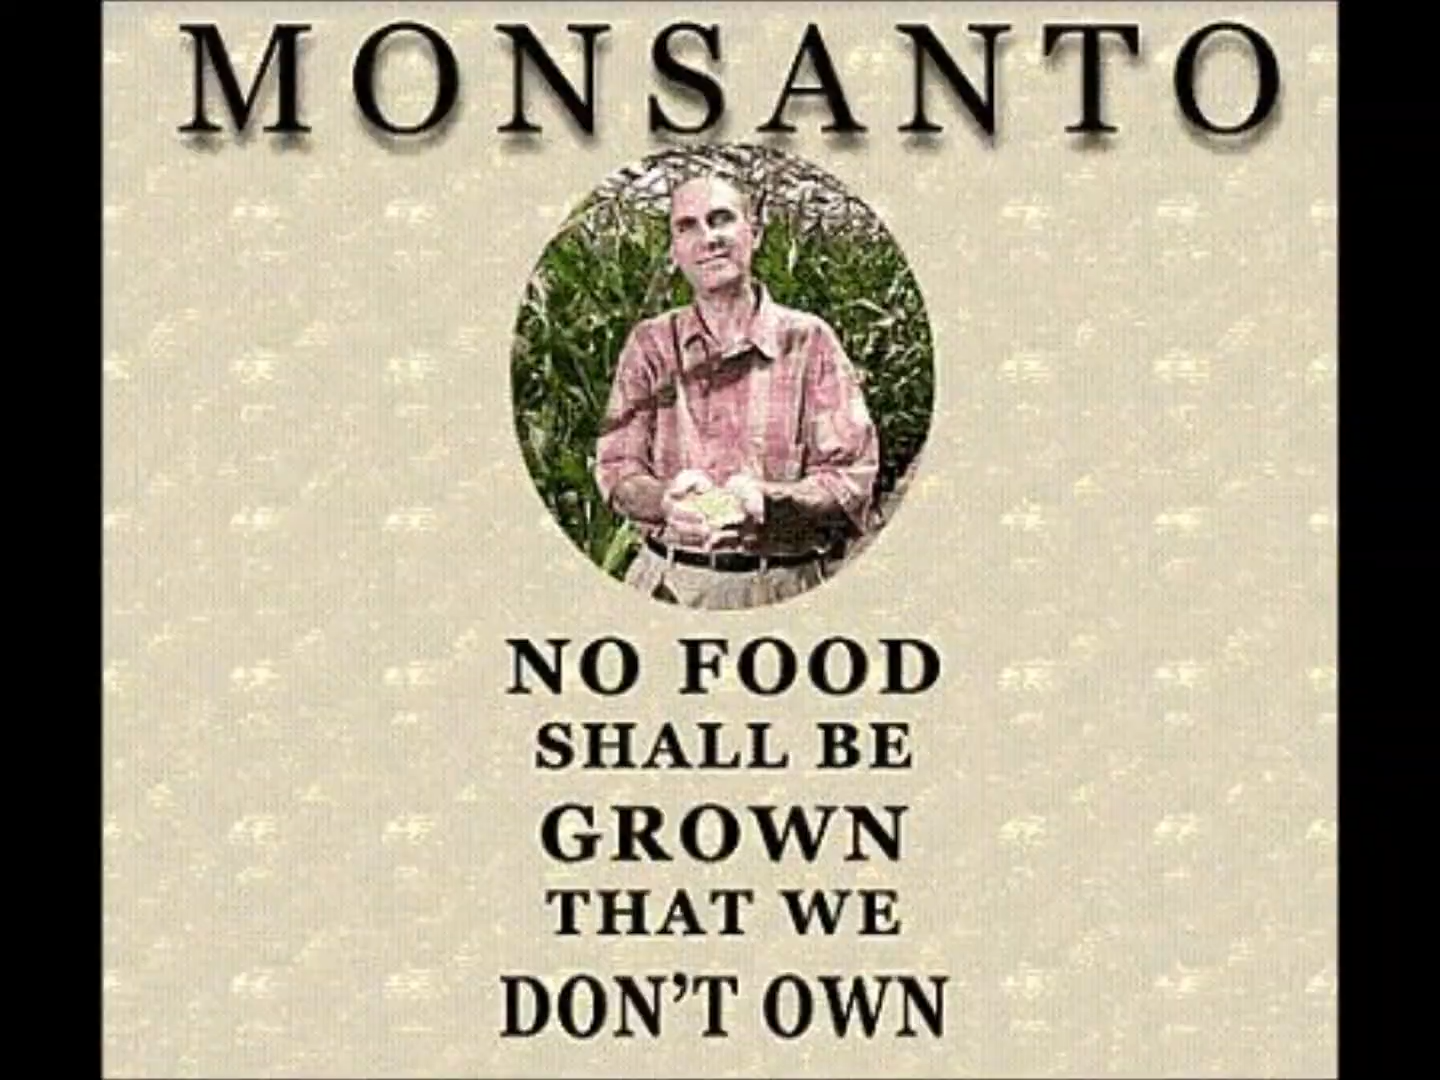 MONSANTO
NO FOOD
SHALL BE
GROWN
THAT WE
DON'T OWN